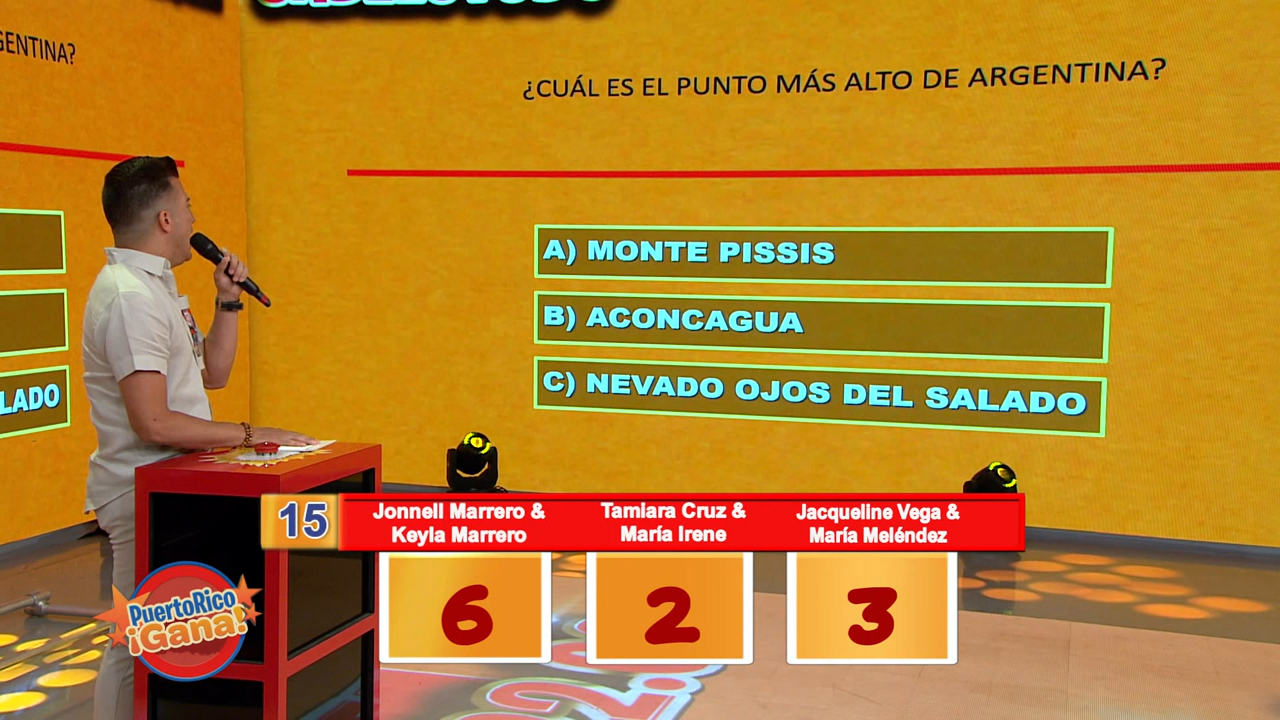 GENTINA?
¿CUÁL ES EL PUNTO MÁS ALTO DE ARGENTINA?
A) MONTE PISSIS
B) ACONCAGUA
C) NEVADO OJOS DEL SALADO
LADO
15
Jonnell Marrero &
Keyla Marrero
Tamiara Cruz &
María Irene
Jacqueline Vega &
María Meléndez
6
2
3
PuertoRico
¡Gana!